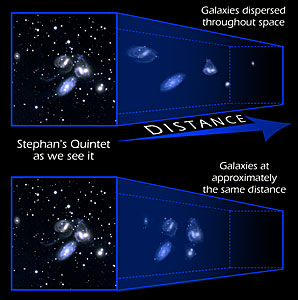 Galaxies dispersed
throughout space
DISTANCE
Stephan's Quintet
as we see it
Galaxies at
approximately
the same distance